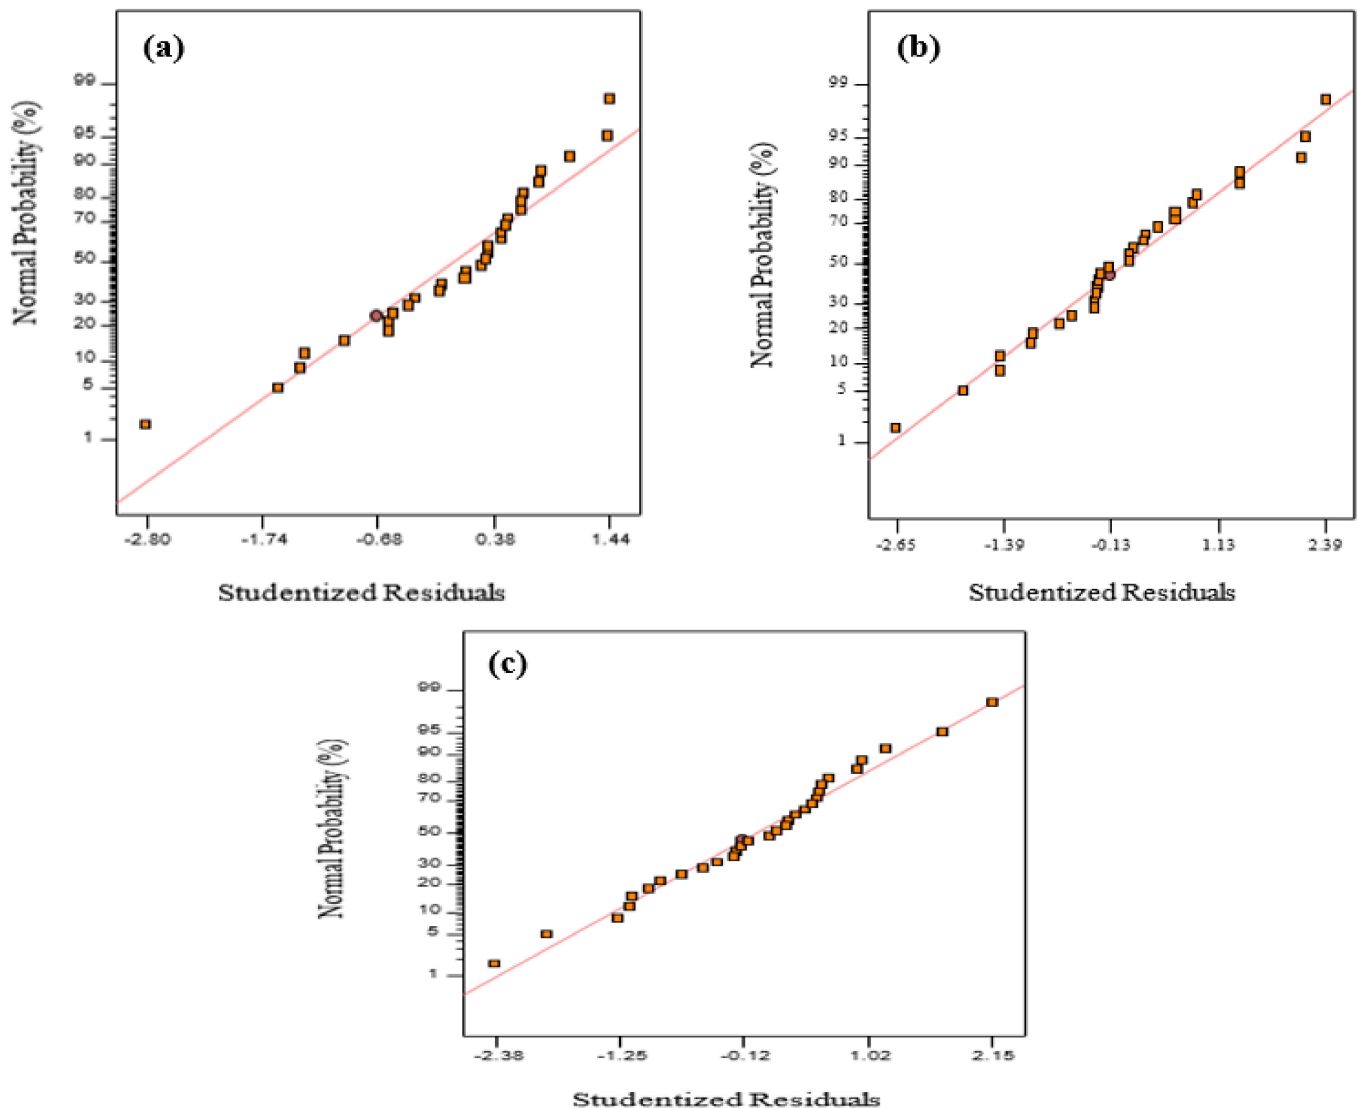 (a)
Normal Probability (%)
99
95
90
80
70
50
30
20
10
5
1
-2.80 -1.74 -0.68 0.38 1.44
Studentized Residuals
(b)
Normal Probability (%)
99
95
90
80
70
50
30
20
10
5
1
-2.65 -1.39 -0.13 1.13 2.39
Studentized Residuals
(c)
Normal Probability (%)
99
95
90
80
70
50
30
20
10
5
1
-2.38 -1.25 -0.12 1.02 2.15
Studentized Residuals